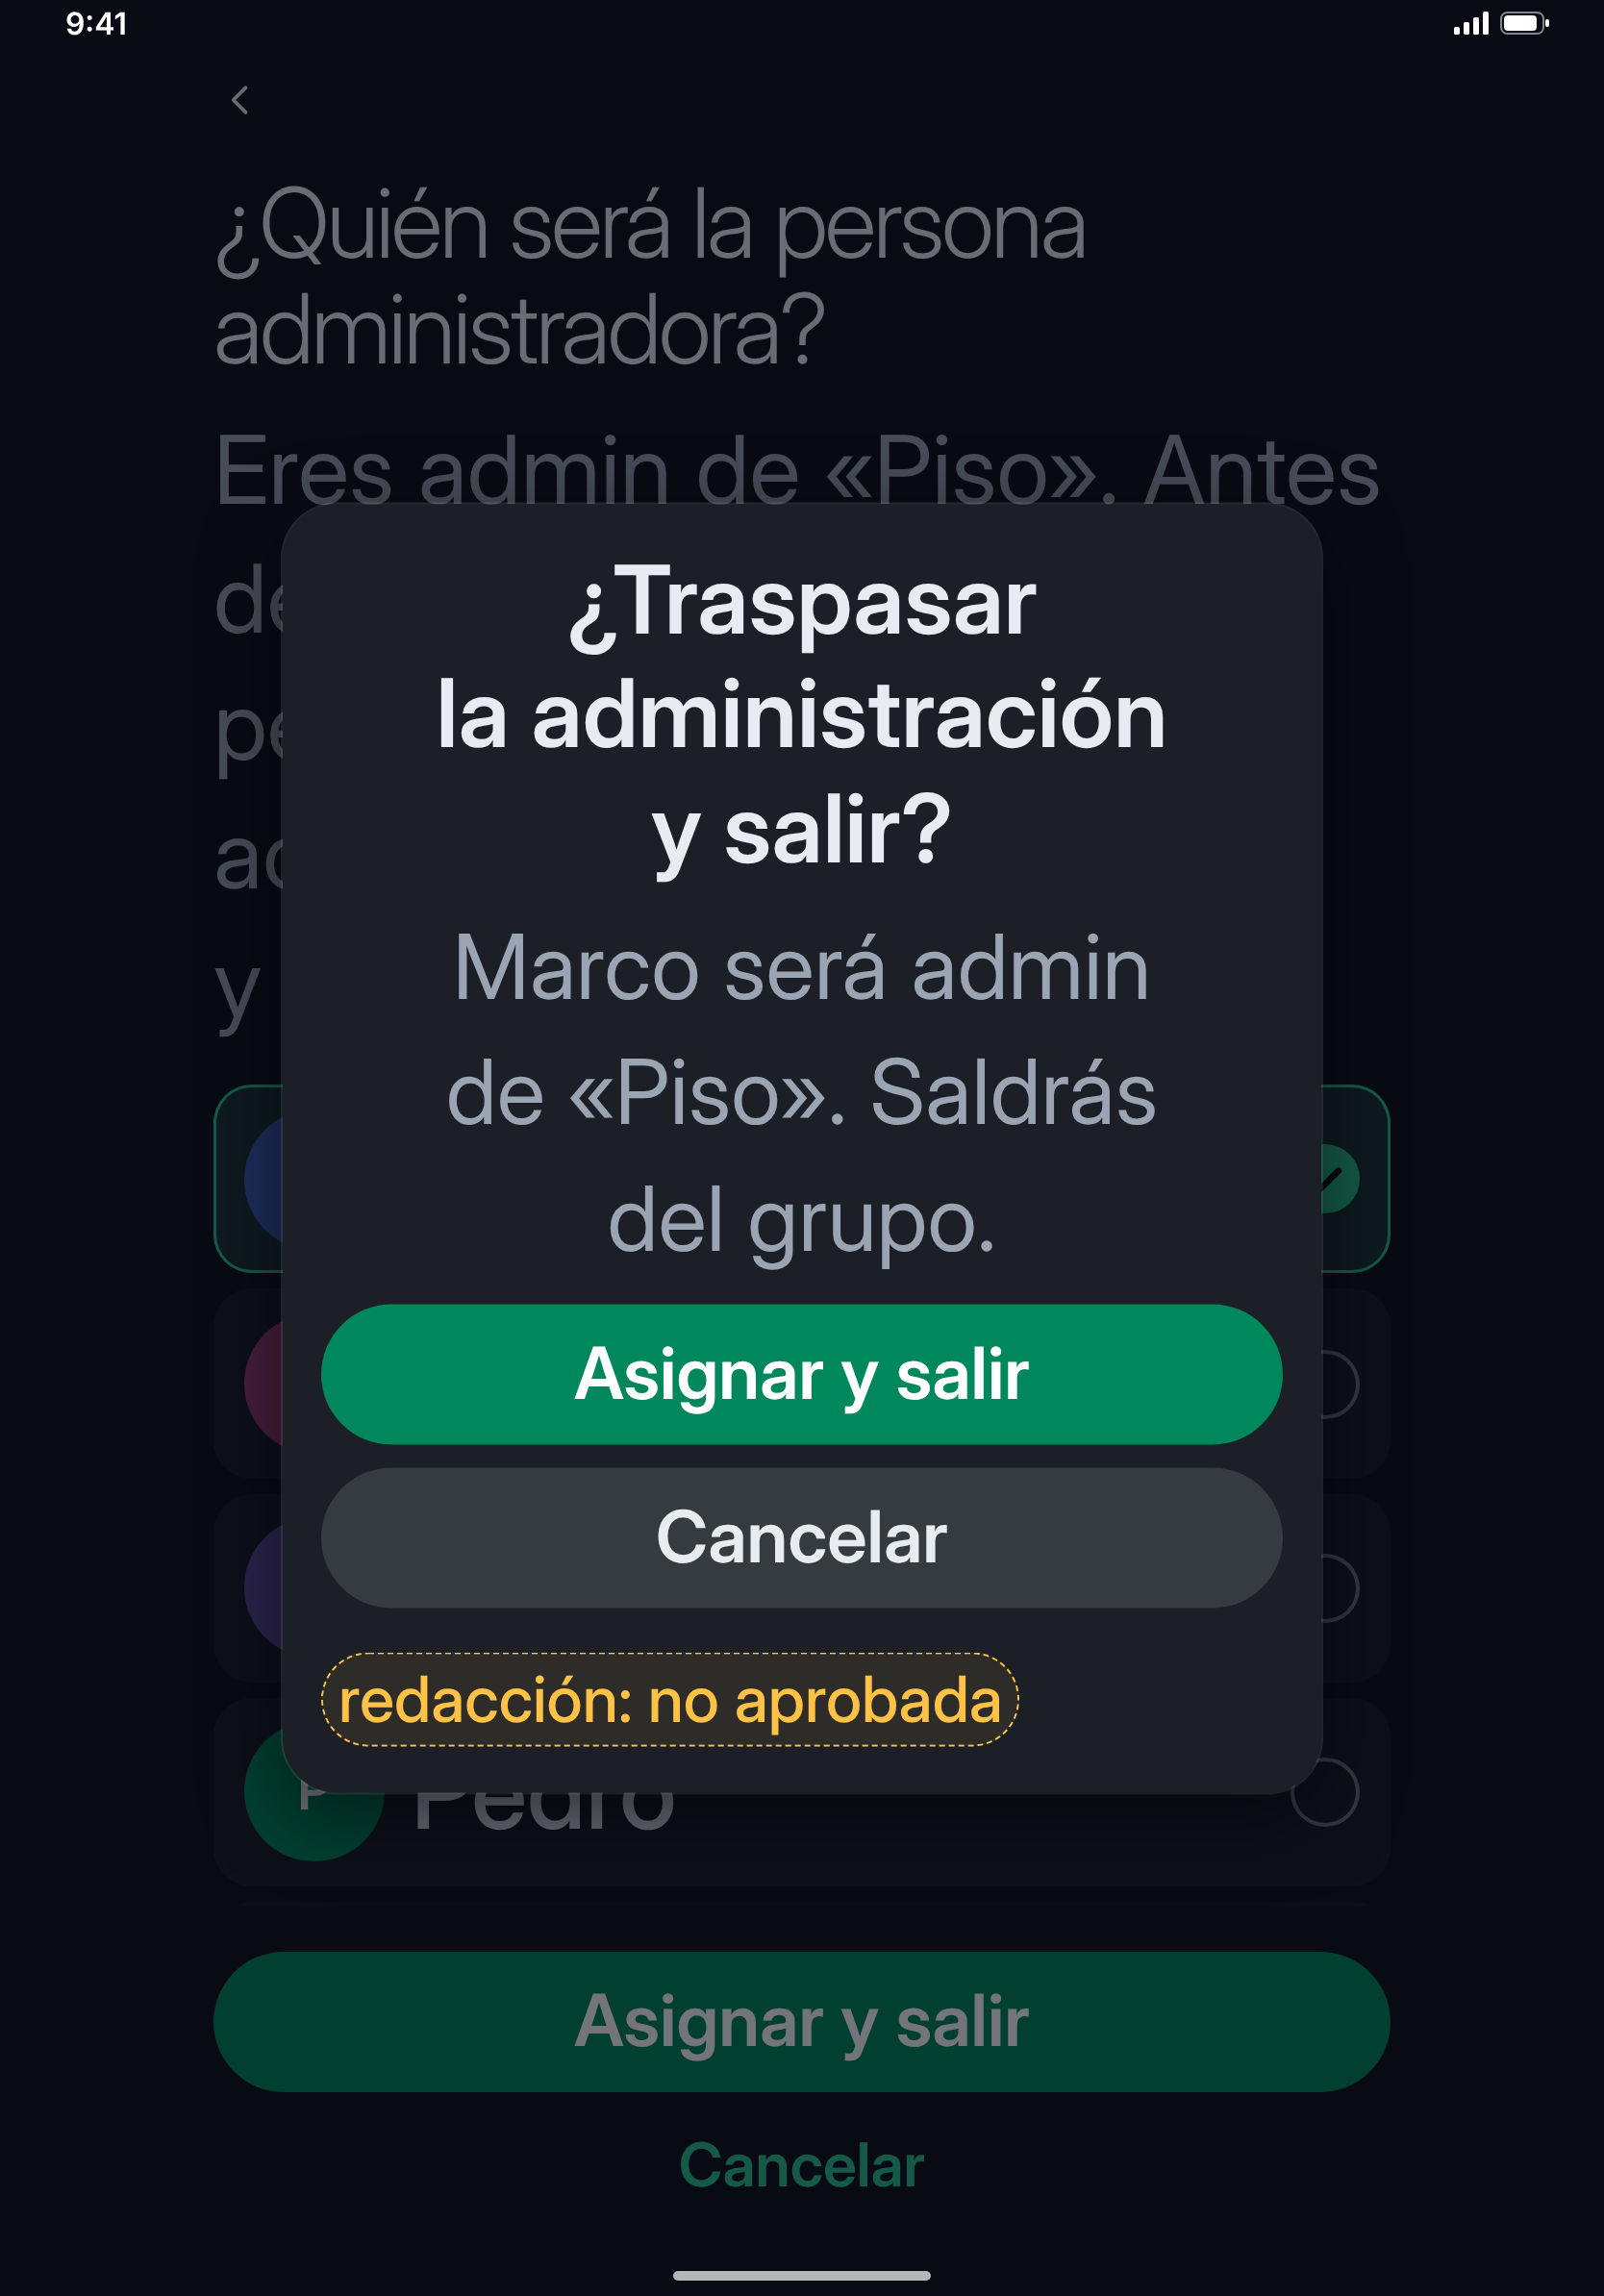 9:41
¿Quién será la persona
administradora?
Eres admin de «Piso». Antes
y
¿Traspasar
la administración
y salir?
Marco será admin
de «Piso». Saldrás
del grupo.
Asignar y salir
Cancelar
redacción: no aprobada
Pedro
Asignar y salir
Cancelar